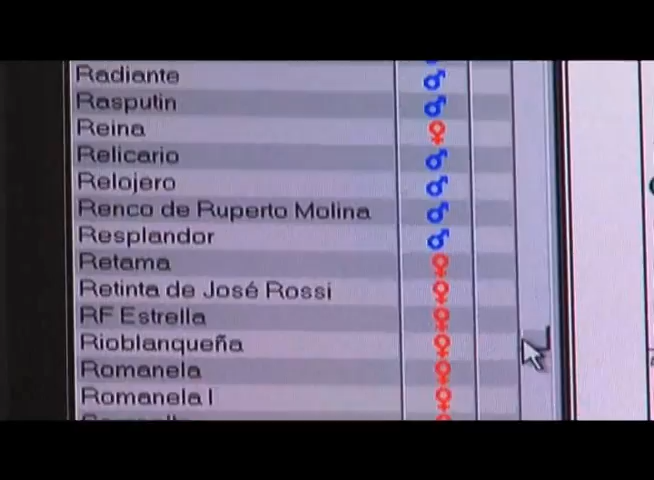 Radiante
Rasputin
Reina
Relicario
Relojero
Renco de Ruperto Molina
Resplandor
Retama
Retinta de José Rossi
RF Estrella
Rioblanqueña
Romanela
Romanela I